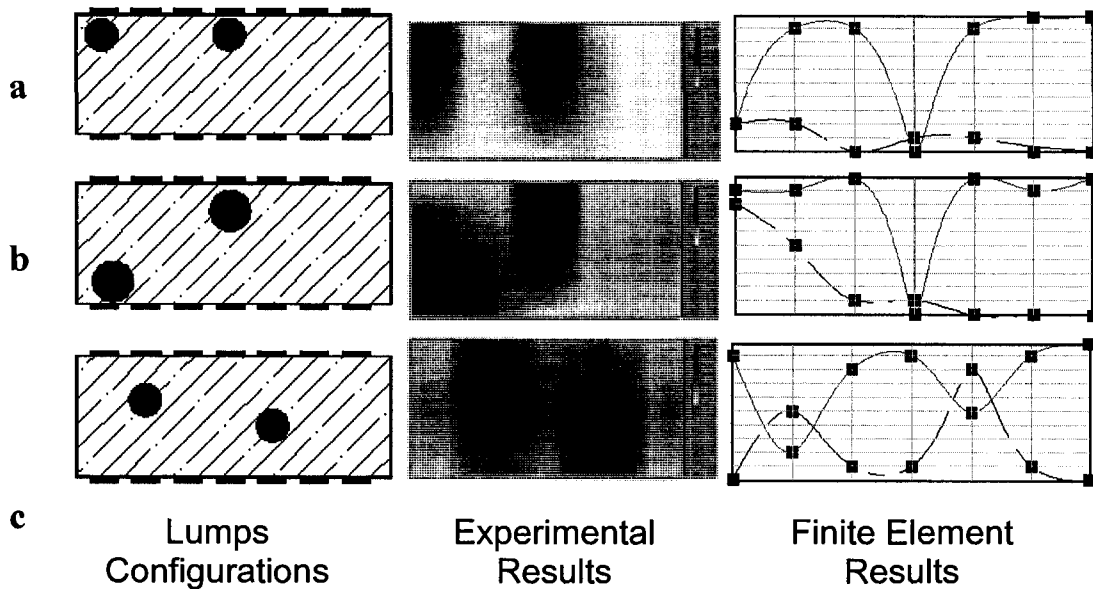 a
b
c
Lumps
Configurations
Experimental
Results
Finite Element
Results